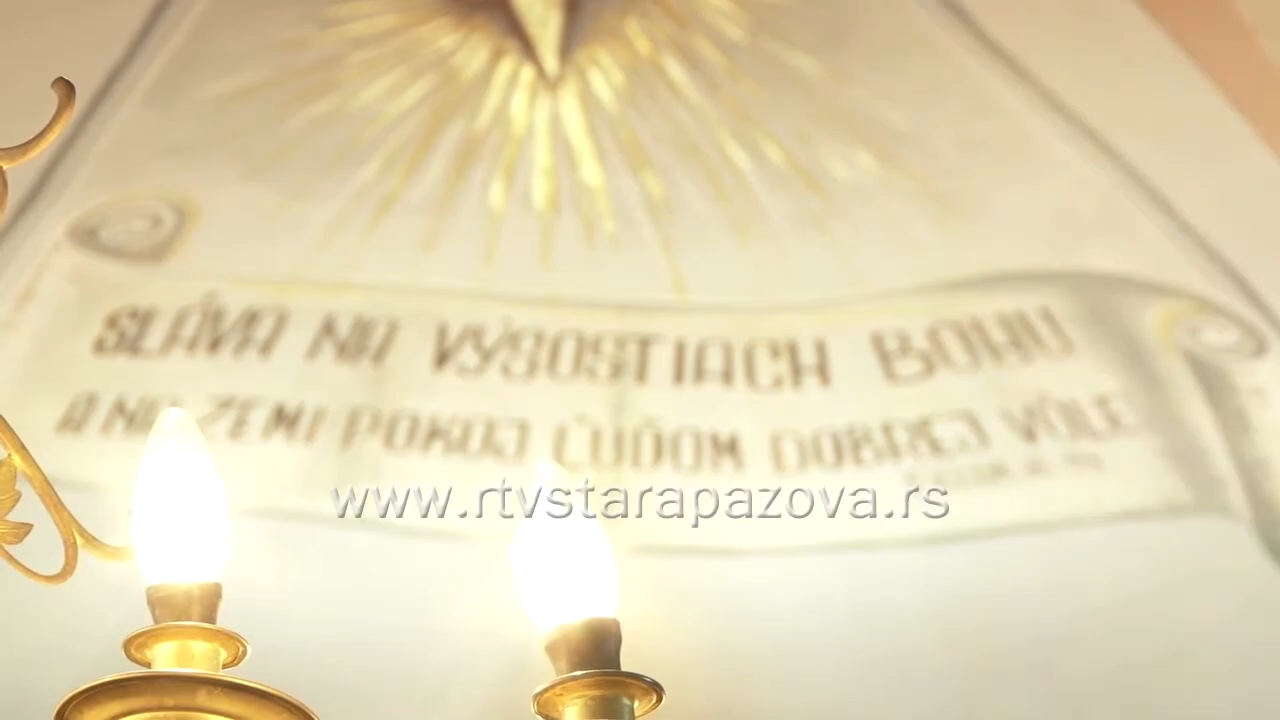 SLÁVA NA VÝSOSTIACH BOHU
A NA ZEMI POKOJ ĽUĎOM DOBREJ VÔLE
www.rtvstarapazova.rs